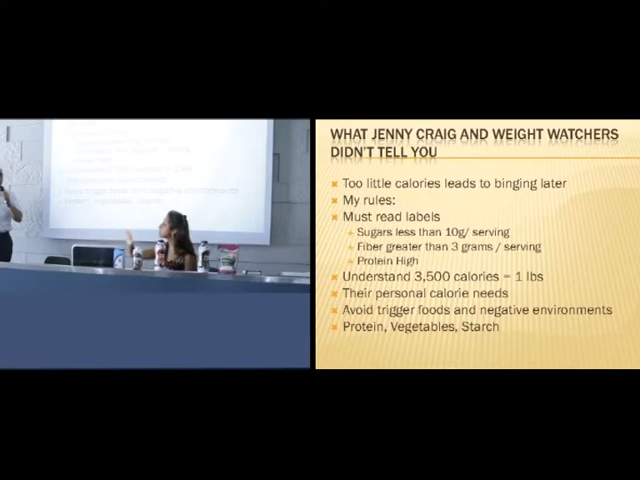 WHAT JENNY CRAIG AND WEIGHT WATCHERS
DIDN'T TELL YOU
Too little calories leads to binging later
My rules:
Must read labels
Sugars less than 10g/ serving
Fiber greater than 3 grams / serving
Protein High
Understand 3,500 calories = 1 lbs
Their personal calorie needs
Avoid trigger foods and negative environments
Protein, Vegetables, Starch